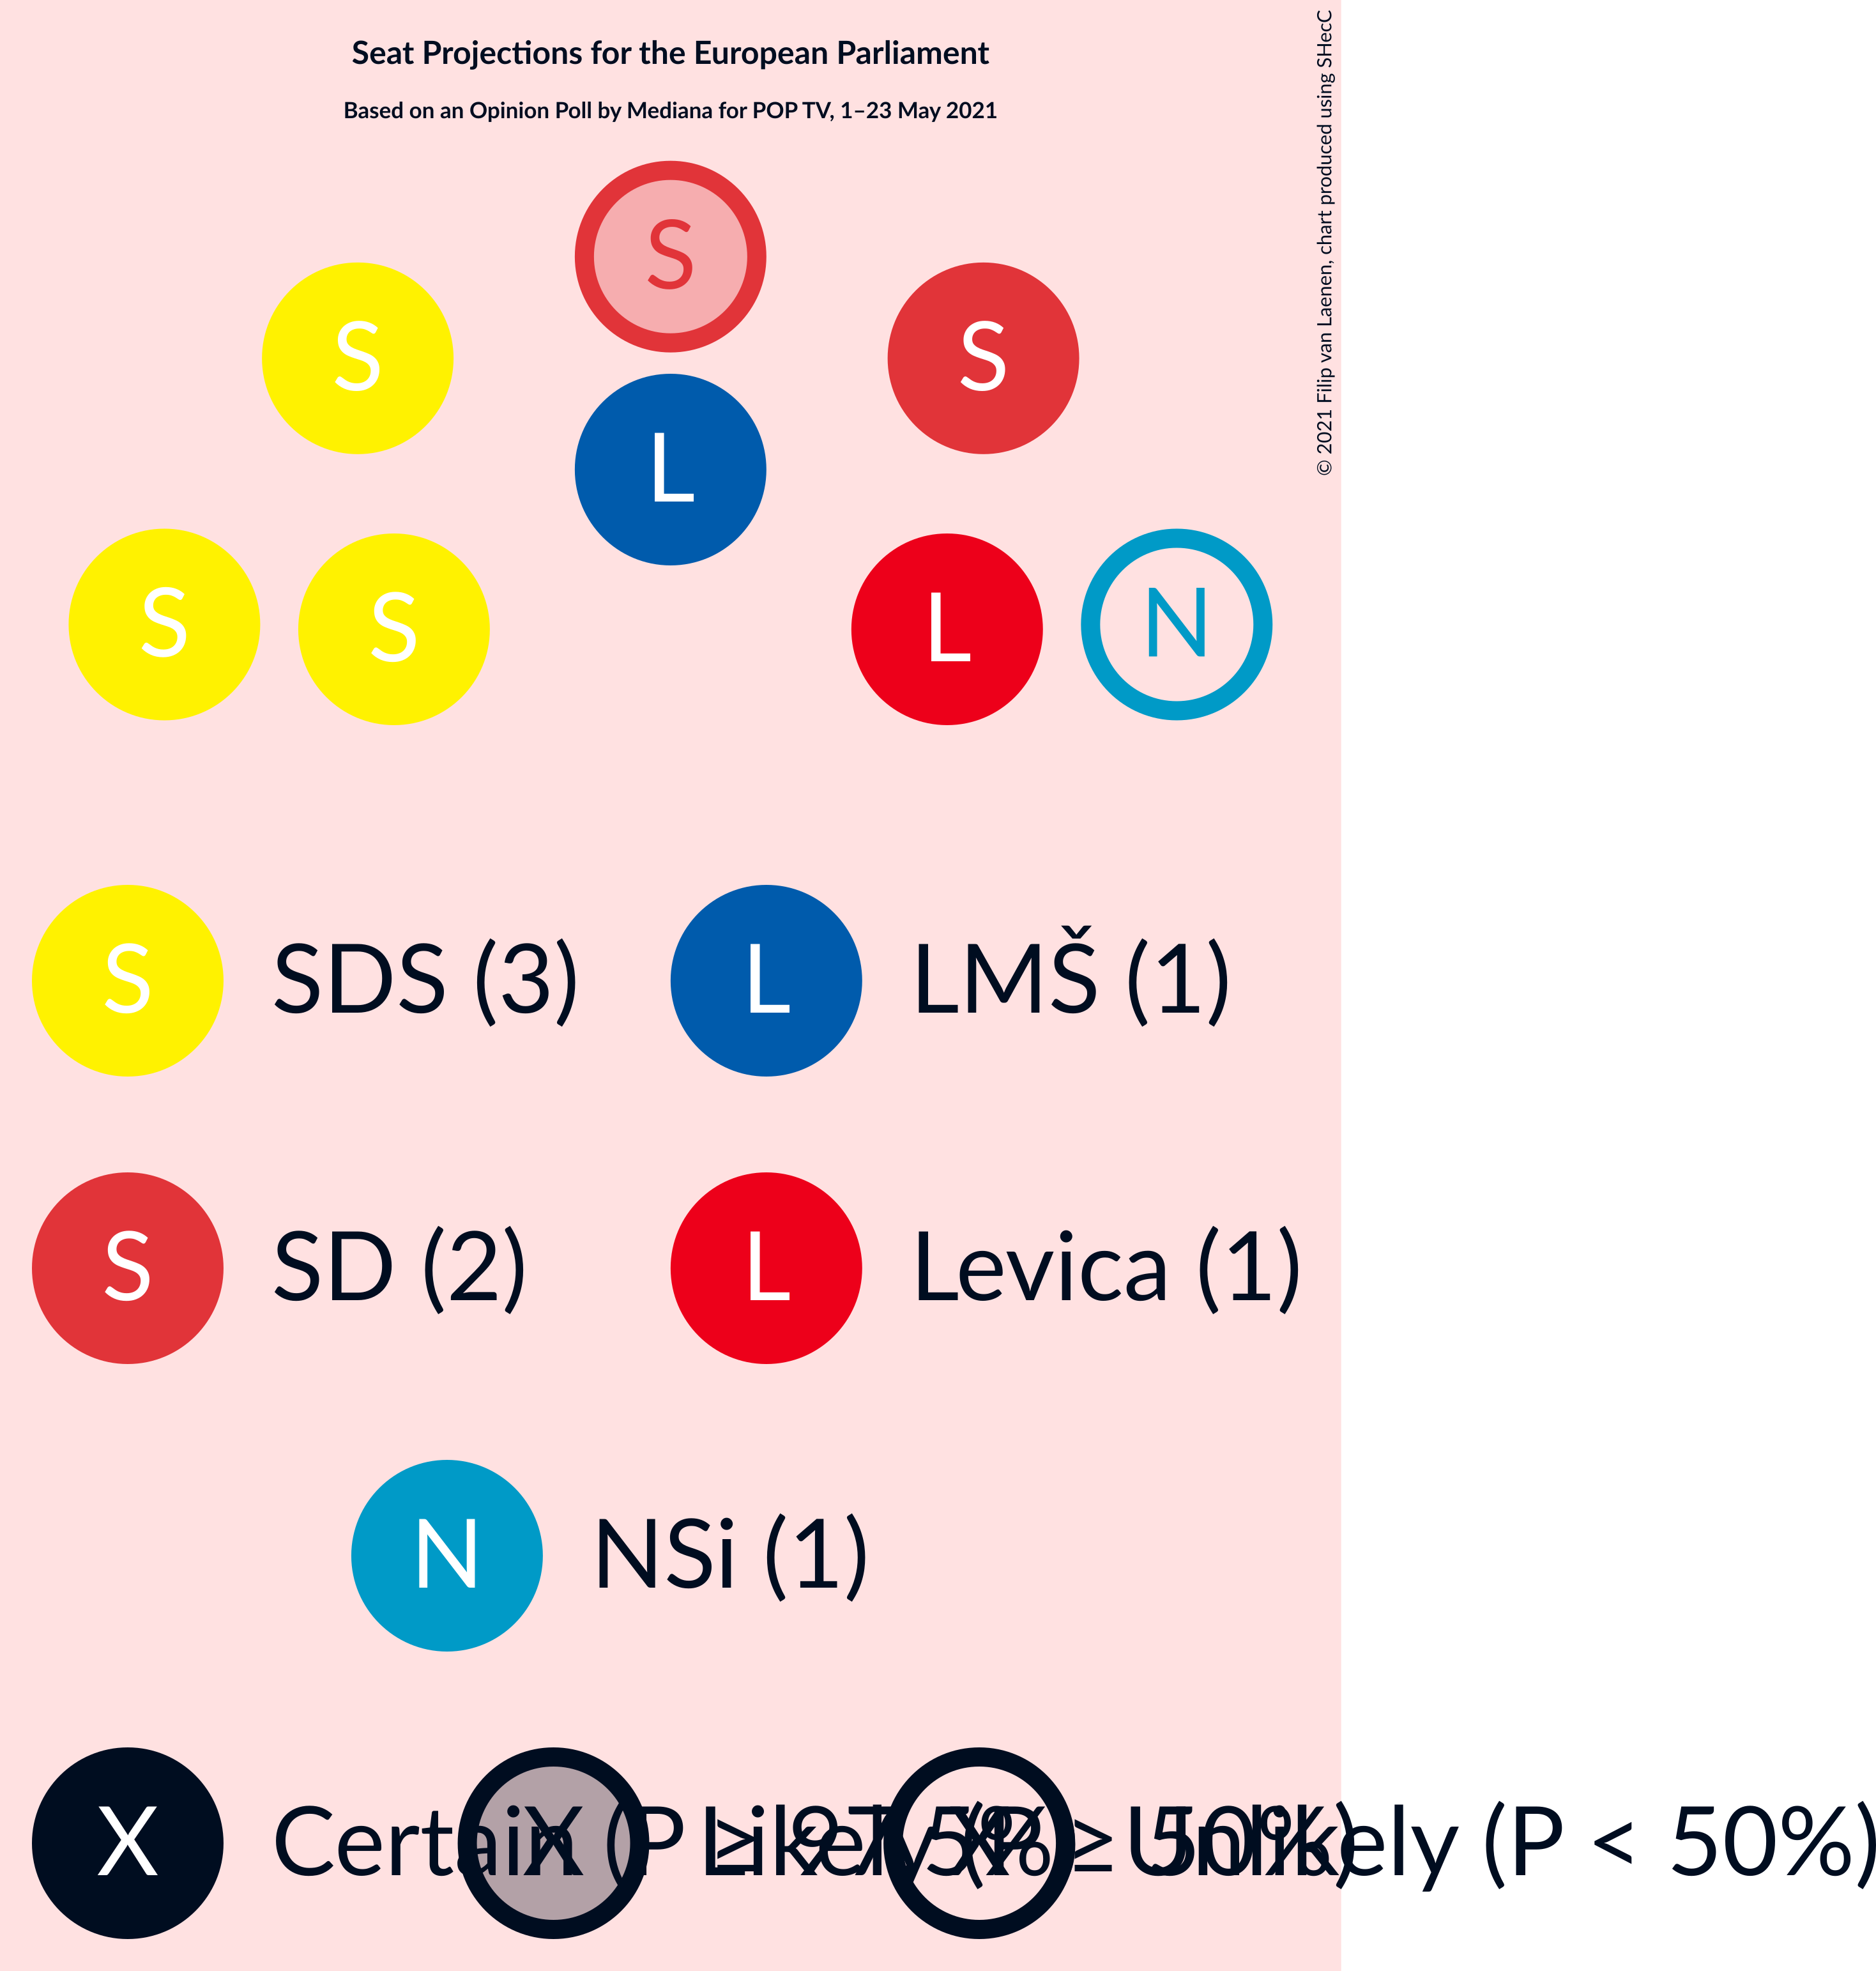 Seat Projections for the European Parliament
Based on an Opinion Poll by Mediana for POP TV, 1–23 May 2021
© 2021 Filip van Laenen, chart produced using SHecC
S
S
S
L
S
S
L
N
S SDS (3)
L LMŠ (1)
S SD (2)
L Levica (1)
N NSi (1)
X Certain (P ≥
X Likely (P ≥ 50%)
X Unlikely (P < 50%)